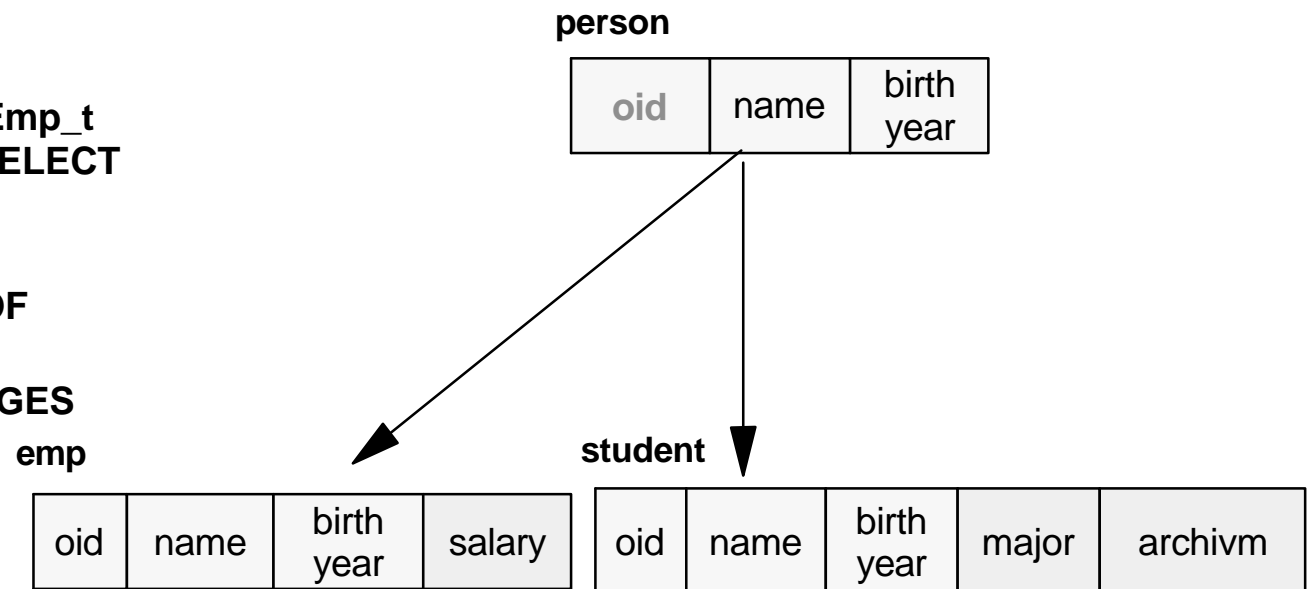 person
oid name birth year
Emp_t
ELECT
OF
GES
emp
student
oid name birth year salary
oid name birth year major archivm